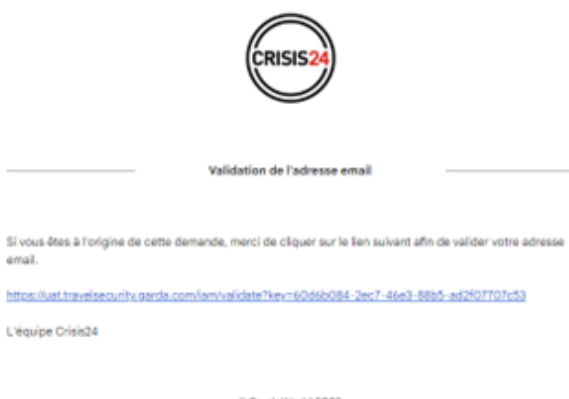 CRISIS24
Validation de l'adresse email
Si vous êtes à l'origine de cette demande, merci de cliquer sur le lien suivant afin de valider votre adresse
email.
https://uat.travelsecurity.garda.com/iam/validate?key=60d6b084-2ec7-46e3-88b5-ad2f07707c53
L'équipe Crisis24